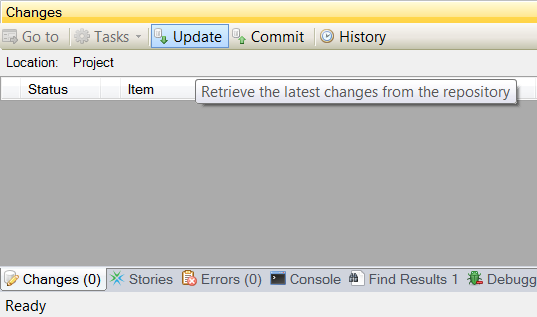 Changes
Go to Tasks Update Commit History
Location: Project
Status Item
Retrieve the latest changes from the repository
Changes (0) Stories Errors (0) Console Find Results 1 Debugg
Ready